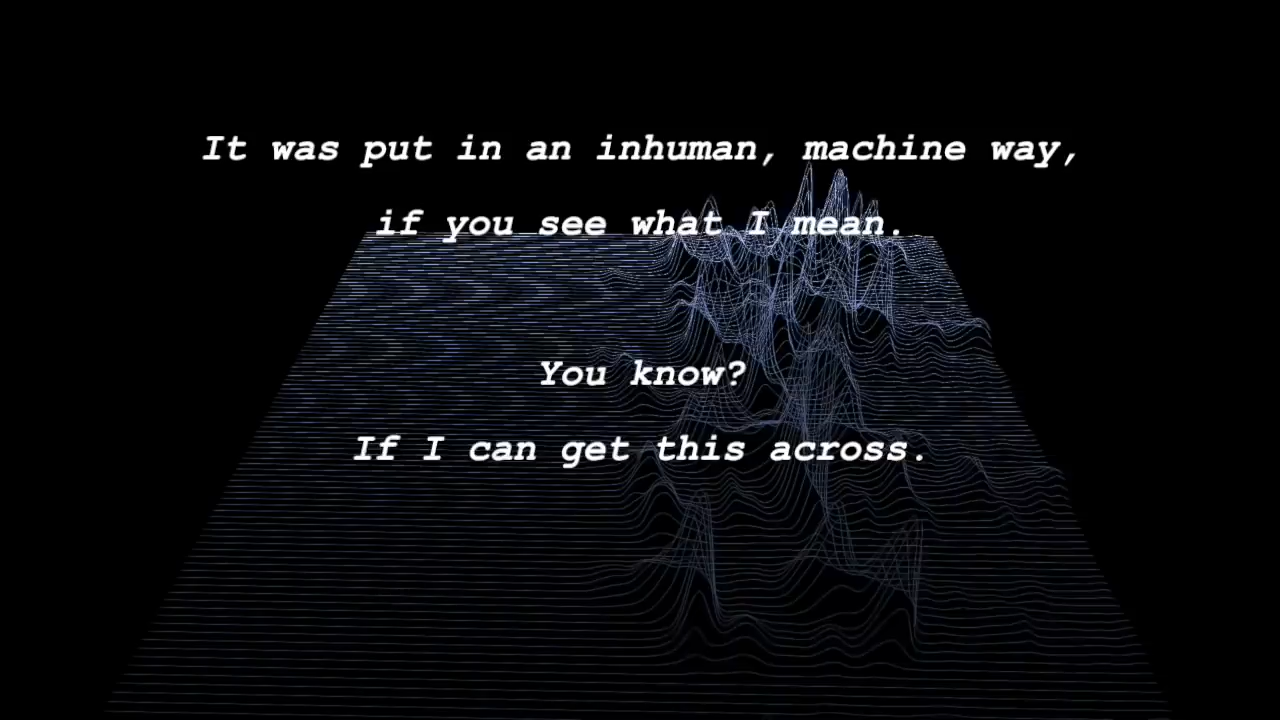 It was put in an inhuman, machine way,
if you see what I mean.
You know?
If I can get this across.